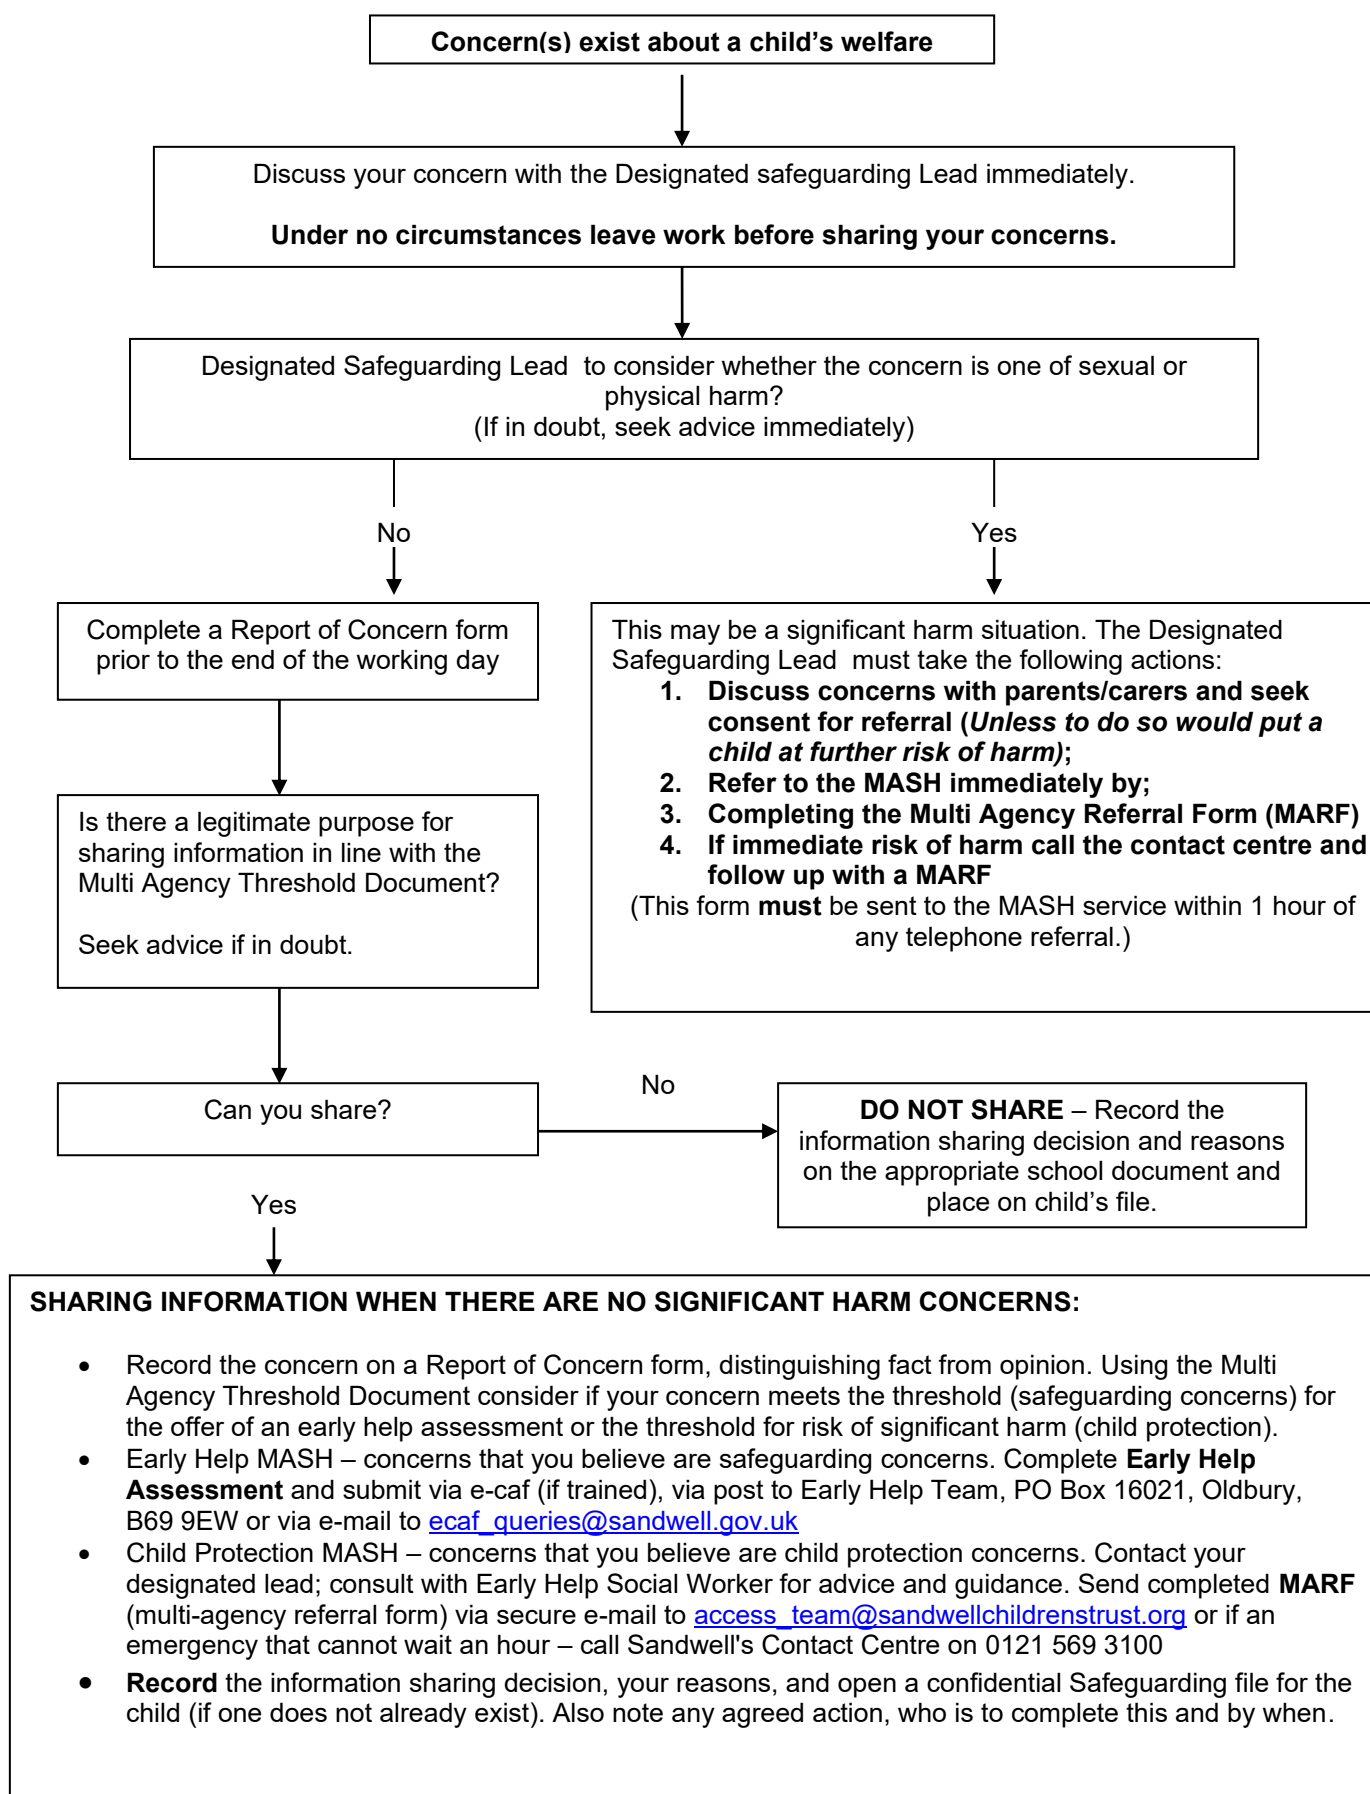 Concern(s) exist about a child's welfare
Discuss your concern with the Designated safeguarding Lead immediately.
Under no circumstances leave work before sharing your concerns.
Designated Safeguarding Lead  to consider whether the concern is one of sexual or
physical harm?
(If in doubt, seek advice immediately)
No
Yes
Complete a Report of Concern form
prior to the end of the working day
This may be a significant harm situation. The Designated
Safeguarding Lead  must take the following actions:
1. Discuss concerns with parents/carers and seek
consent for referral (Unless to do so would put a
child at further risk of harm);
2. Refer to the MASH immediately by;
3. Completing the Multi Agency Referral Form (MARF)
4. If immediate risk of harm call the contact centre and
follow up with a MARF
(This form must be sent to the MASH service within 1 hour of
any telephone referral.)
Is there a legitimate purpose for
sharing information in line with the
Multi Agency Threshold Document?
Seek advice if in doubt.
Can you share?
No
DO NOT SHARE – Record the
information sharing decision and reasons
on the appropriate school document and
place on child's file.
Yes
SHARING INFORMATION WHEN THERE ARE NO SIGNIFICANT HARM CONCERNS:
• Record the concern on a Report of Concern form, distinguishing fact from opinion. Using the Multi
Agency Threshold Document consider if your concern meets the threshold (safeguarding concerns) for
the offer of an early help assessment or the threshold for risk of significant harm (child protection).
• Early Help MASH – concerns that you believe are safeguarding concerns. Complete Early Help
Assessment and submit via e-caf (if trained), via post to Early Help Team, PO Box 16021, Oldbury,
B69 9EW or via e-mail to ecaf_queries@sandwell.gov.uk
• Child Protection MASH – concerns that you believe are child protection concerns. Contact your
designated lead; consult with Early Help Social Worker for advice and guidance. Send completed MARF
(multi-agency referral form) via secure e-mail to access_team@sandwellchildrenstrust.org or if an
emergency that cannot wait an hour – call Sandwell's Contact Centre on 0121 569 3100
• Record the information sharing decision, your reasons, and open a confidential Safeguarding file for the
child (if one does not already exist). Also note any agreed action, who is to complete this and by when.